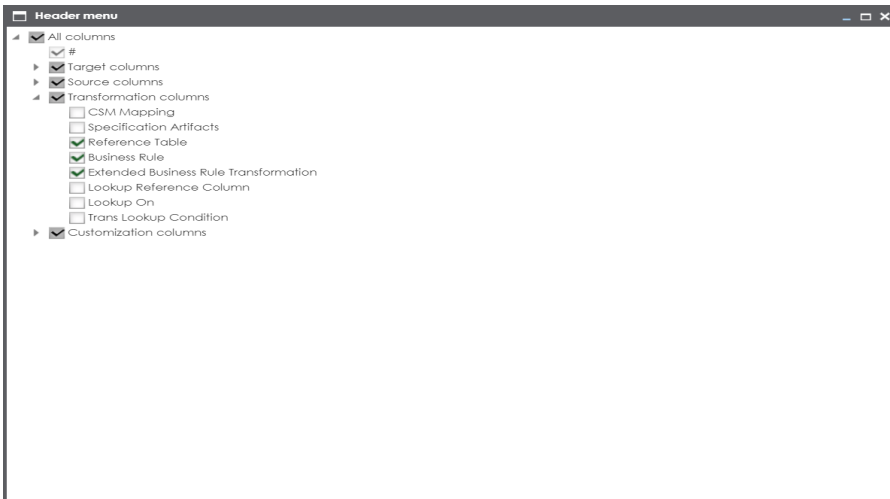 Header menu
All columns
#
Target columns
Source columns
Transformation columns
CSM Mapping
Specification Artifacts
Reference Table
Business Rule
Extended Business Rule Transformation
Lookup Reference Column
Lookup On
Trans Lookup Condition
Customization columns